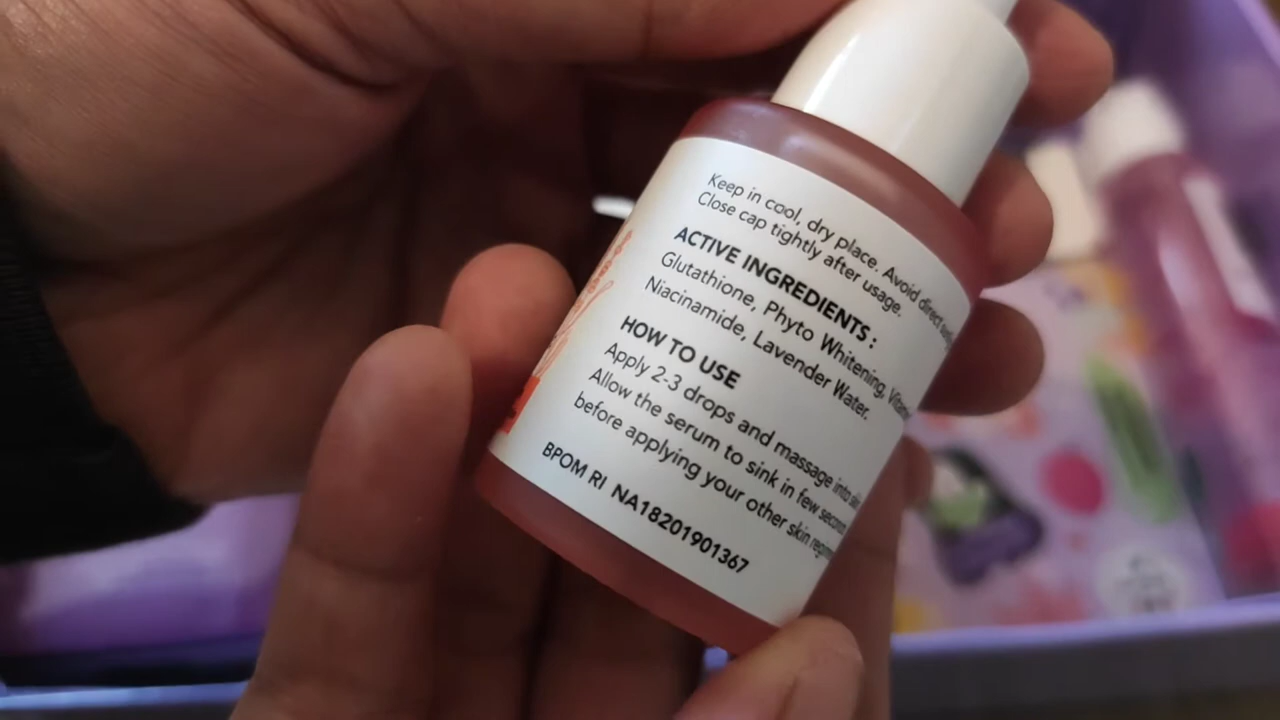 Keep in cool, dry place. Avoid direct
Close cap tightly after usage.
ACTIVE INGREDIENTS :
Glutathione, Phyto Whitening,
Niacinamide, Lavender Water.
HOW TO USE
Apply 2-3 drops and massage into
Allow the serum to sink in few
before applying your other skin
BPOM RI NA18201901367